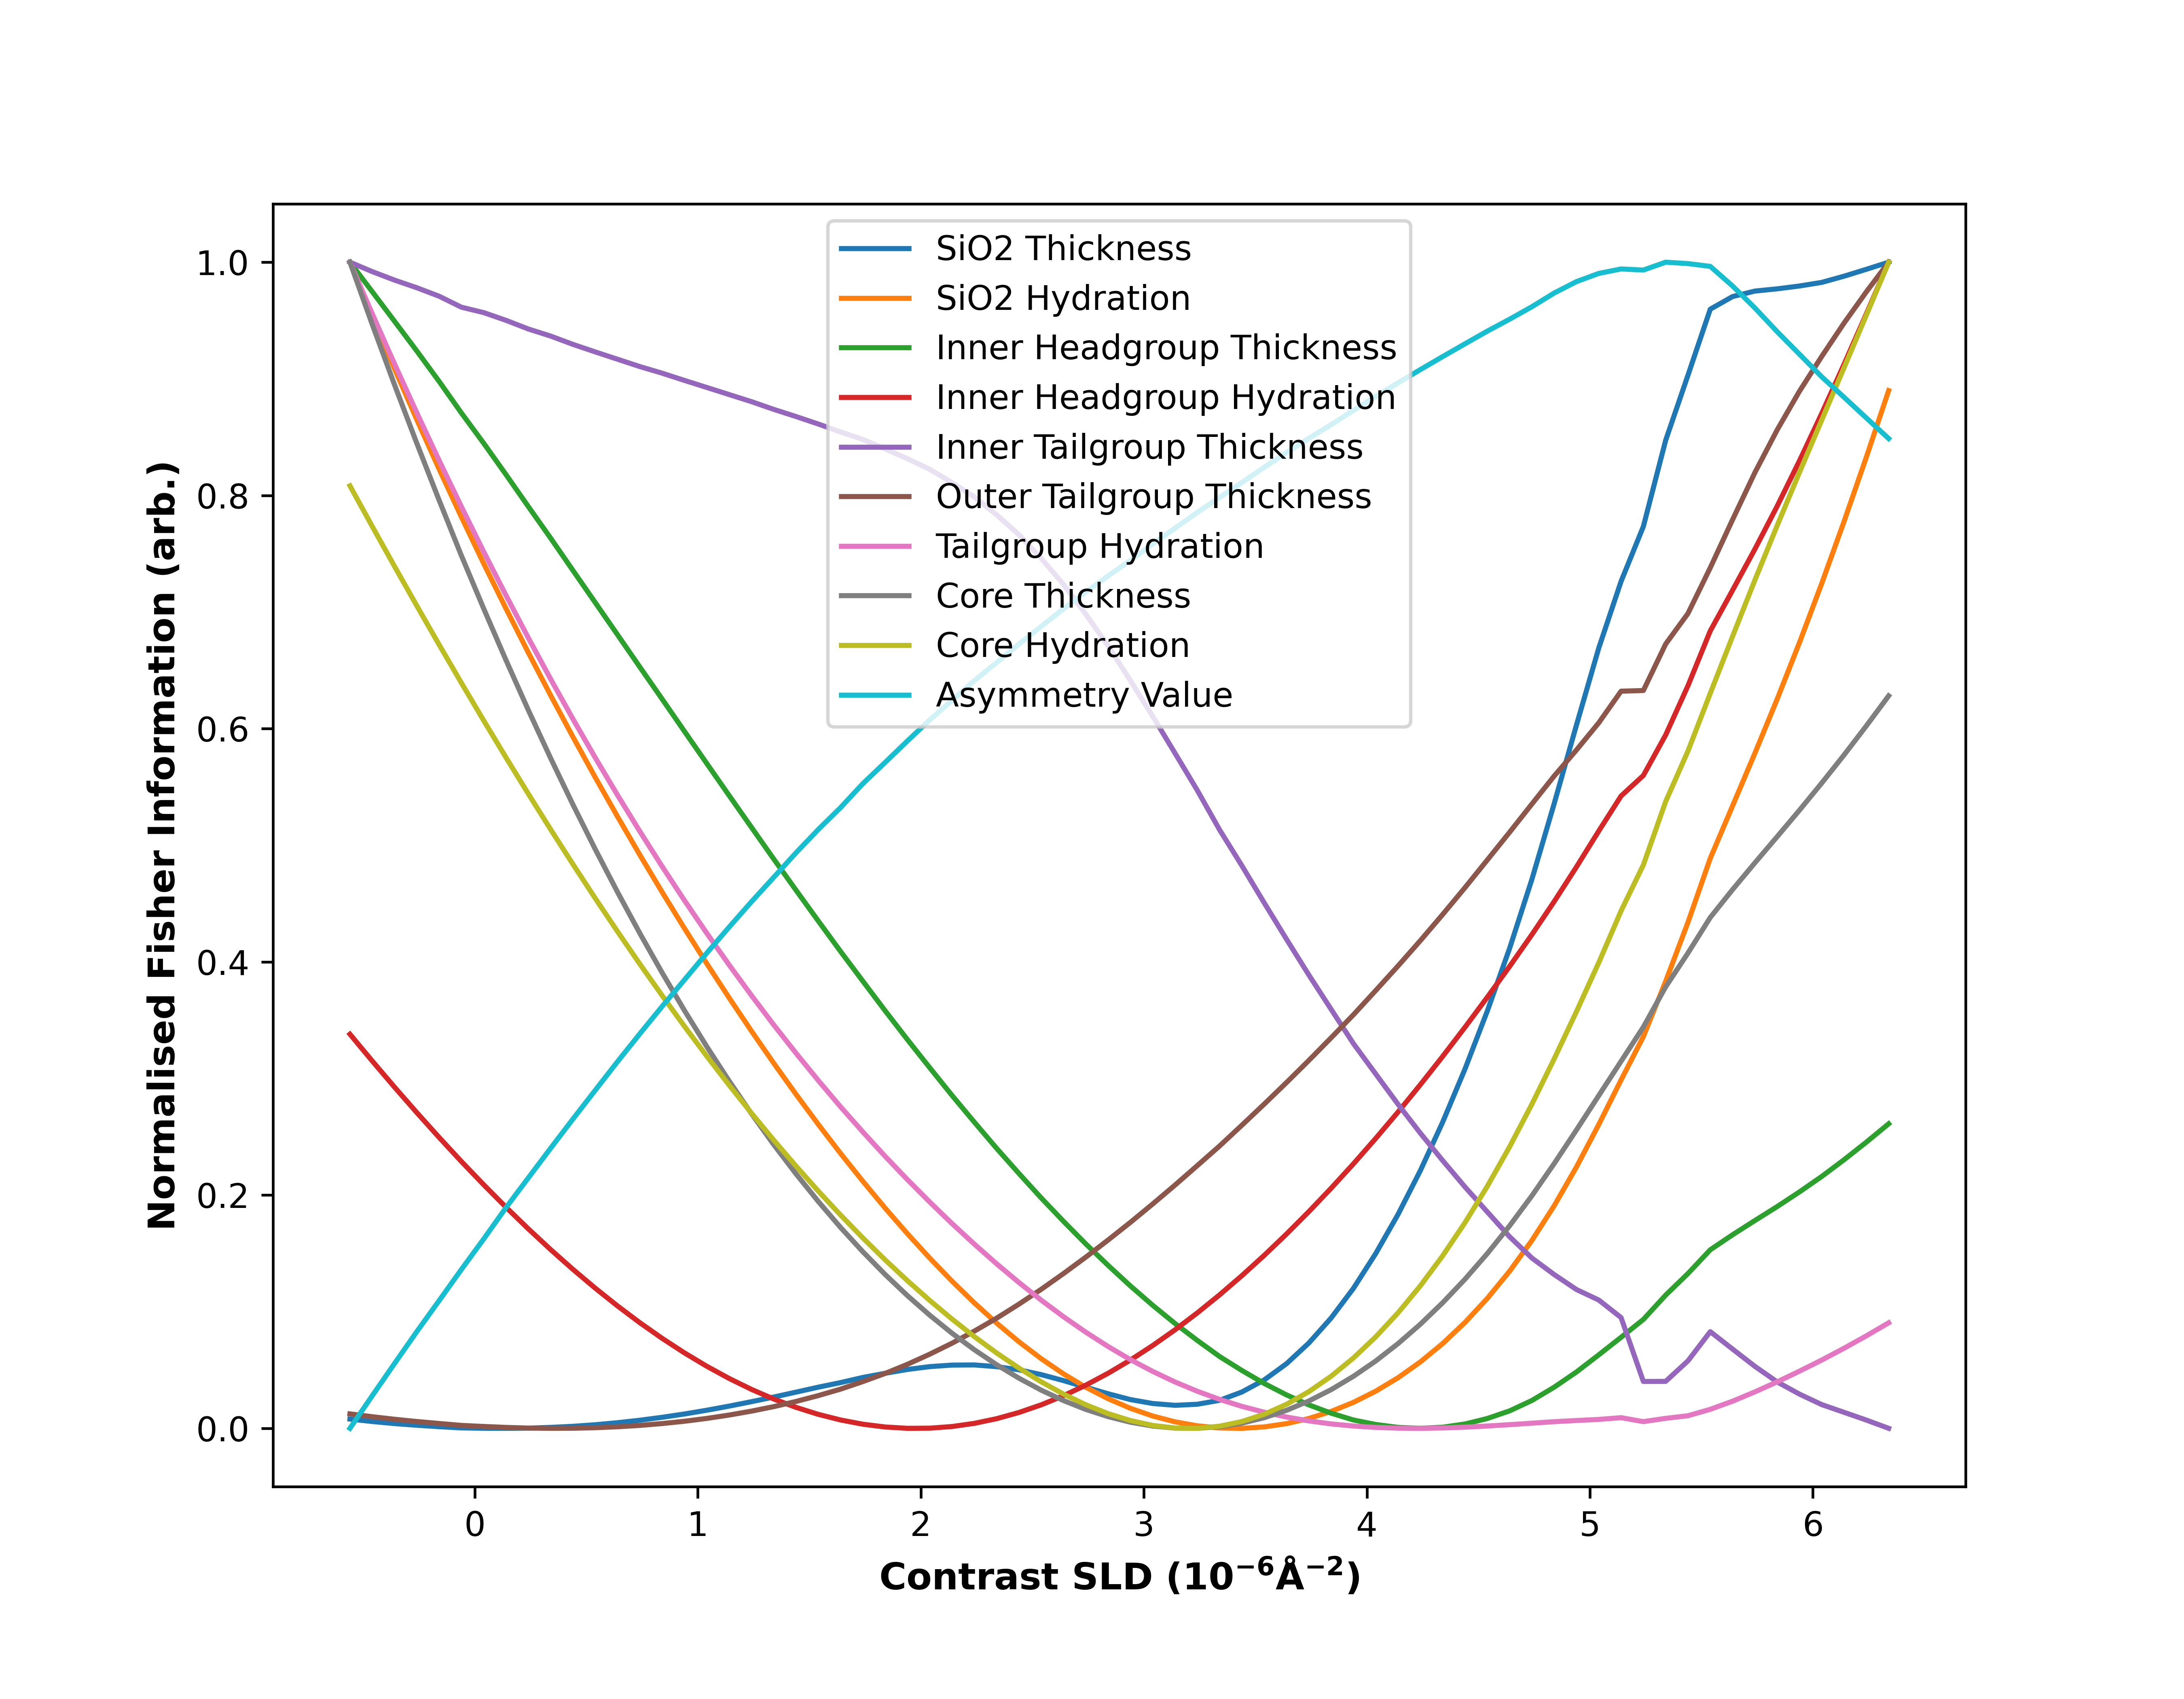 SiO2 Thickness
SiO2 Hydration
Inner Headgroup Thickness
Inner Headgroup Hydration
Inner Tailgroup Thickness
Outer Tailgroup Thickness
Tailgroup Hydration
Core Thickness
Core Hydration
Asymmetry Value
Normalised Fisher Information (arb.)
1.0
0.8
0.6
0.4
0.2
0.0
0 1 2 3 4 5 6
Contrast SLD (10⁻⁶Å⁻²)